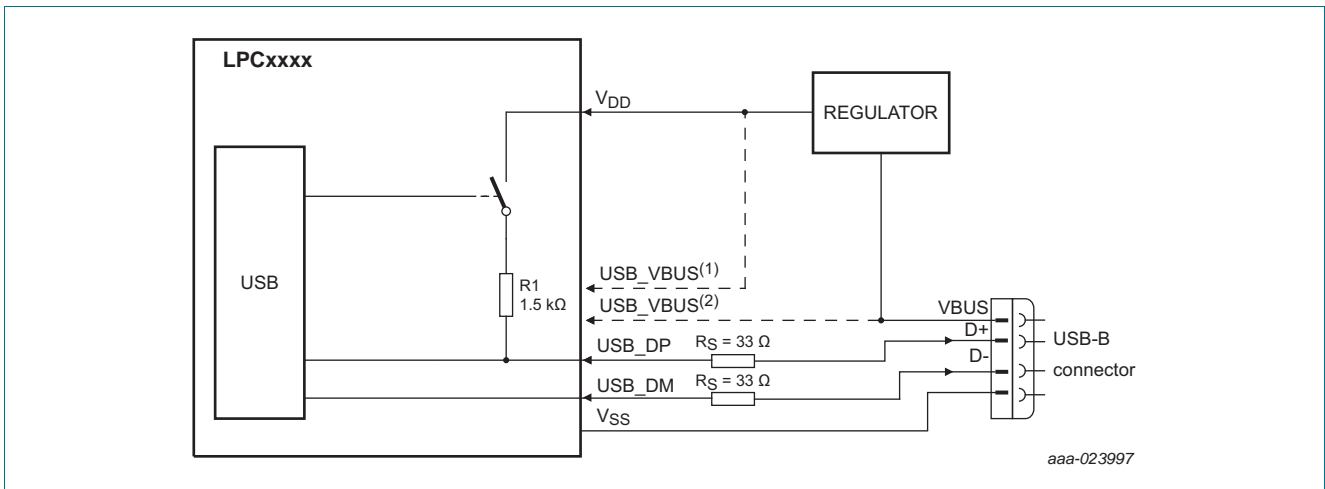 LPCxxxx
VDD
REGULATOR
USB
R1
1.5 kΩ
USB_VBUS(1)
USB_VBUS(2)
VBUS
D+
USB-B
connector
D-
USB_DP
RS = 33 Ω
USB_DM
RS = 33 Ω
VSS
aaa-023997